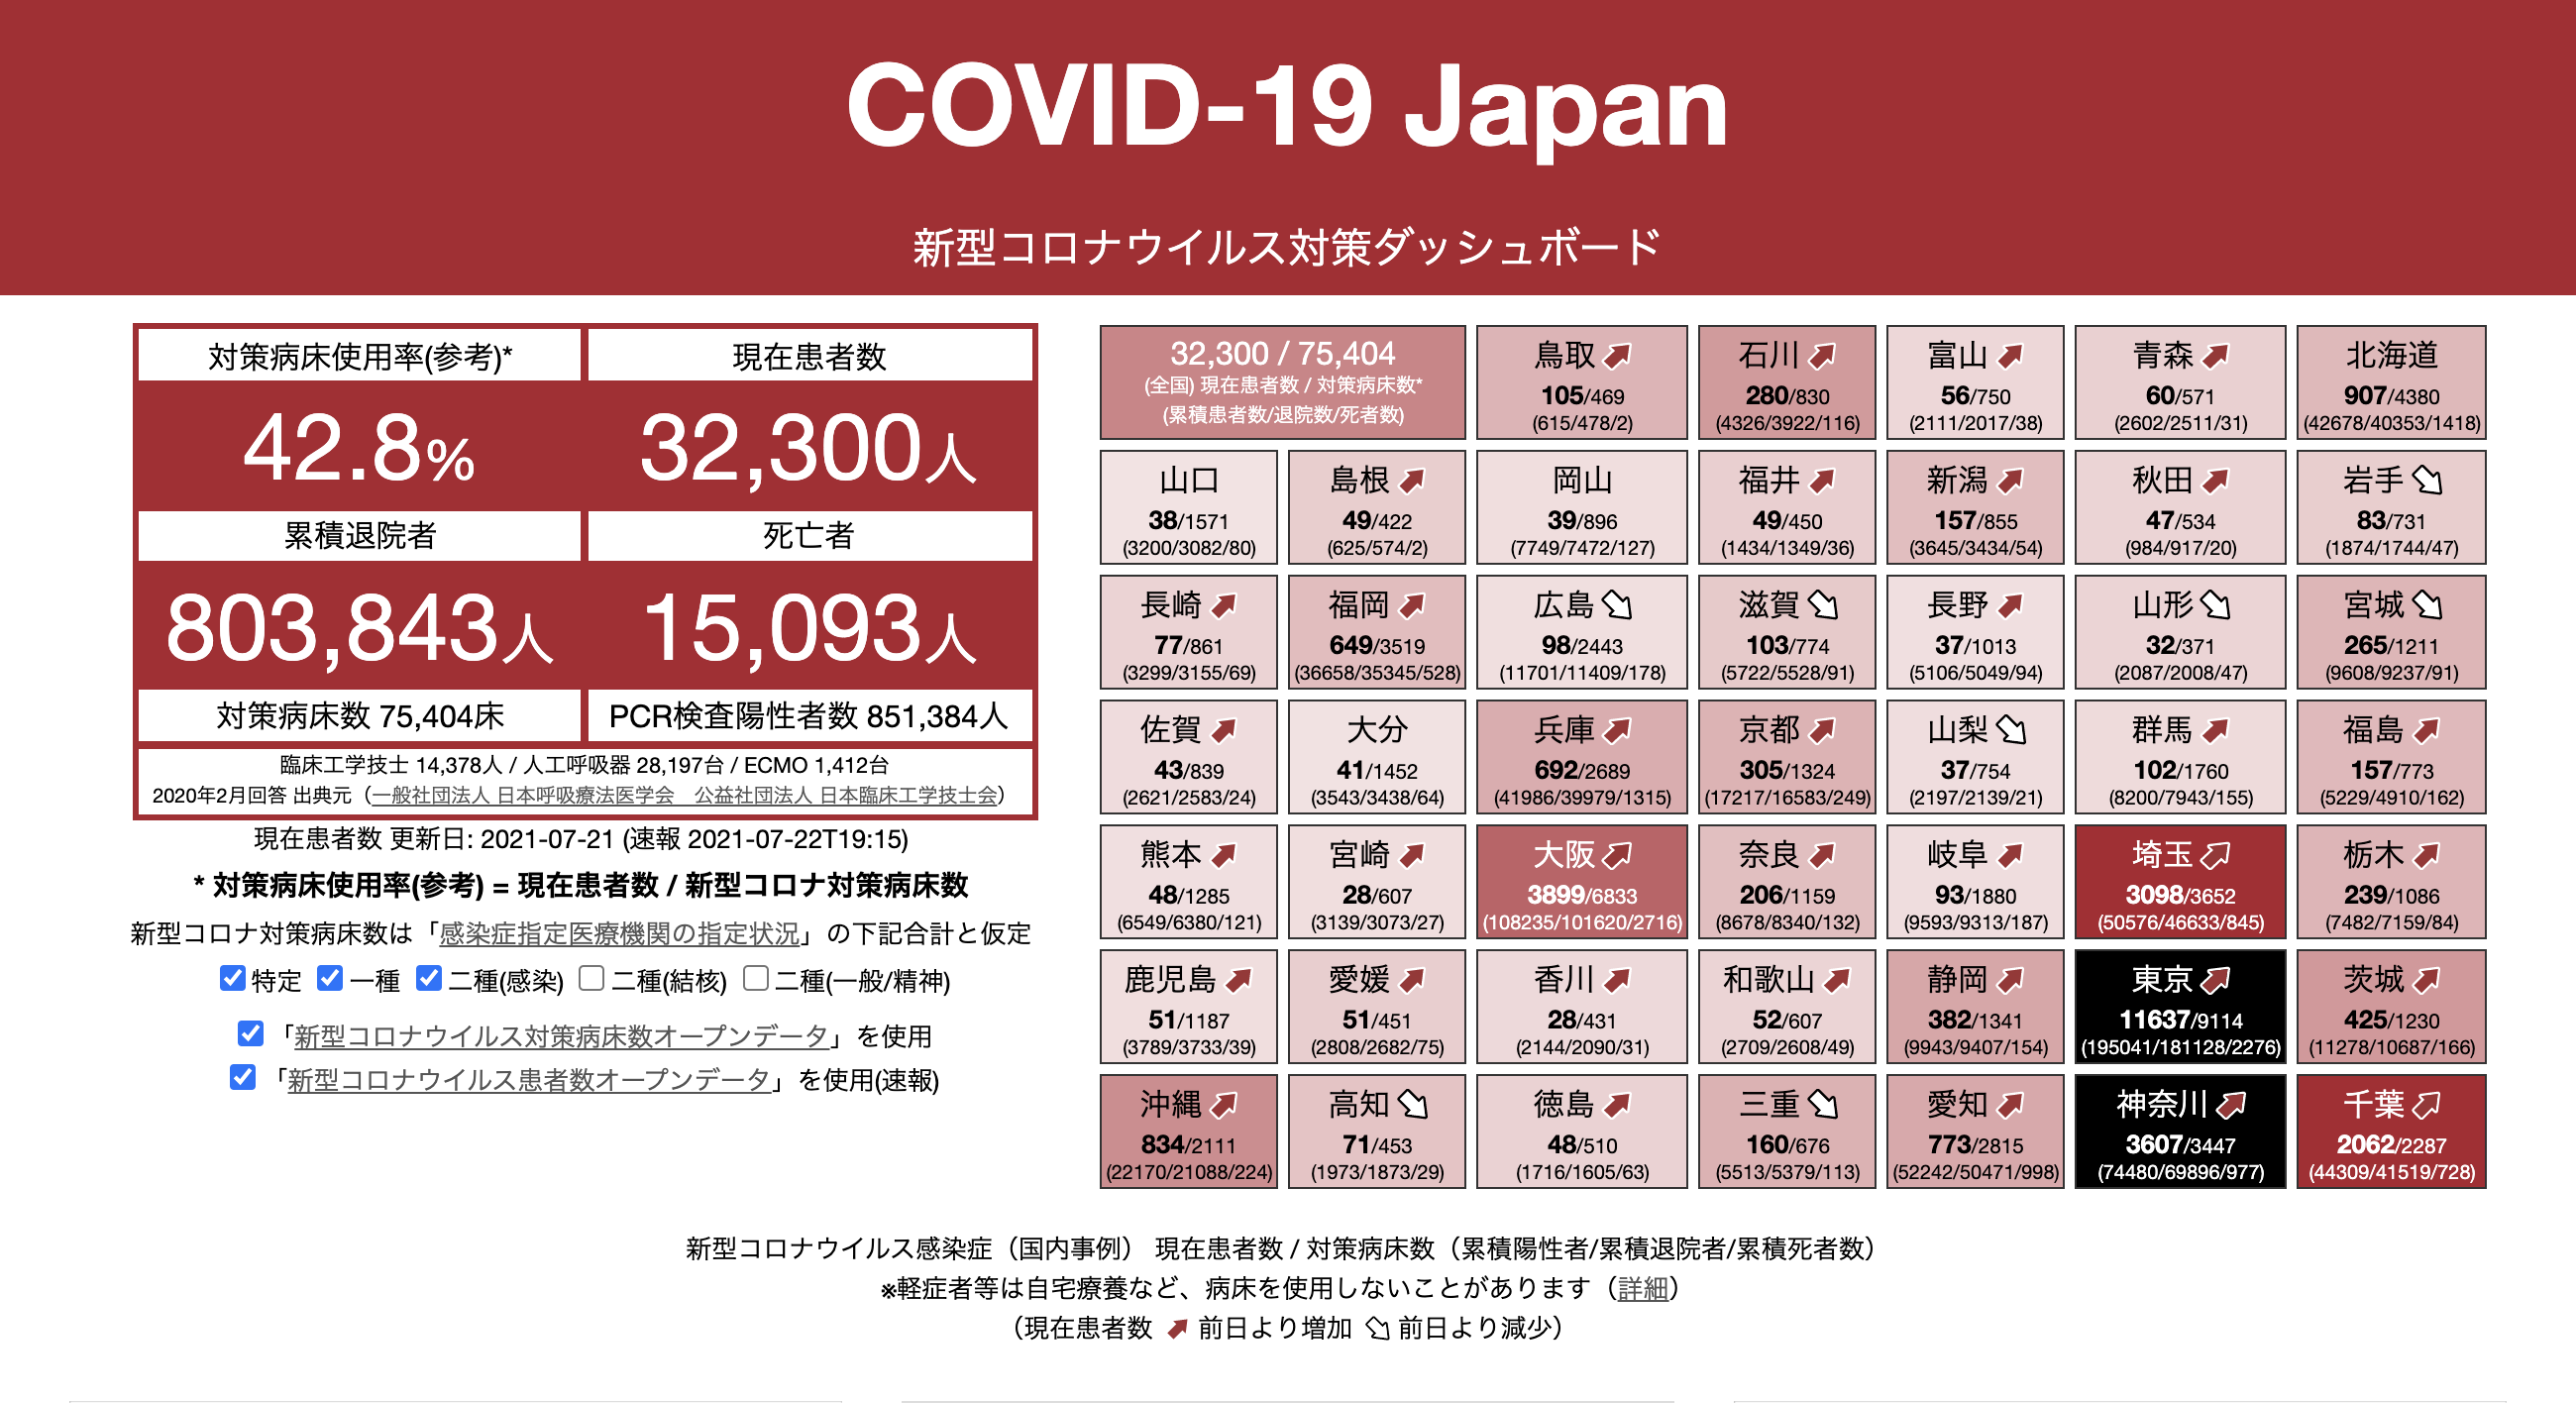 COVID-19 Japan
新型コロナウイルス対策ダッシュボード
対策病床使用率(参考)*
現在患者数
42.8%
32,300人
累積退院者
死亡者
803,843人
15,093人
対策病床数 75,404床
PCR検査陽性者数 851,384人
臨床工学技士 14,378人 / 人工呼吸器 28,197台 / ECMO 1,412台
2020年2月回答 出典元（一般社団法人 日本呼吸療法医学会　公益社団法人 日本臨床工学技士会）
現在患者数 更新日: 2021-07-21 (速報 2021-07-22T19:15)
* 対策病床使用率(参考) = 現在患者数 / 新型コロナ対策病床数
新型コロナ対策病床数は「感染症指定医療機関の指定状況」の下記合計と仮定
特定 一種 二種(感染) 二種(結核) 二種(一般/精神)
「新型コロナウイルス対策病床数オープンデータ」を使用
「新型コロナウイルス患者数オープンデータ」を使用(速報)
32,300 / 75,404
(全国) 現在患者数 / 対策病床数*
(累積患者数/退院数/死者数)
鳥取
105/469
(615/478/2)
石川
280/830
(4326/3922/116)
富山
56/750
(2111/2017/38)
青森
60/571
(2602/2511/31)
北海道
907/4380
(42678/40353/1418)
山口
38/1571
(3200/3082/80)
島根
49/422
(625/574/2)
岡山
39/896
(7749/7472/127)
福井
49/450
(1434/1349/36)
新潟
157/855
(3645/3434/54)
秋田
47/534
(984/917/20)
岩手
83/731
(1874/1744/47)
長崎
77/861
(3299/3155/69)
福岡
649/3519
(36658/35345/528)
広島
98/2443
(11701/11409/178)
滋賀
103/774
(5722/5528/91)
長野
37/1013
(5106/5049/94)
山形
32/371
(2087/2008/47)
宮城
265/1211
(9608/9237/91)
佐賀
43/839
(2621/2583/24)
大分
41/1452
(3543/3438/64)
兵庫
692/2689
(41986/39979/1315)
京都
305/1324
(17217/16583/249)
山梨
37/754
(2197/2139/21)
群馬
102/1760
(8200/7943/155)
福島
157/773
(5229/4910/162)
熊本
48/1285
(6549/6380/121)
宮崎
28/607
(3139/3073/27)
大阪
3899/6833
(108235/101620/2716)
奈良
206/1159
(8678/8340/132)
岐阜
93/1880
(9593/9313/187)
埼玉
3098/3652
(50576/46633/845)
栃木
239/1086
(7482/7159/84)
鹿児島
51/1187
(3789/3733/39)
愛媛
51/451
(2808/2682/75)
香川
28/431
(2144/2090/31)
和歌山
52/607
(2709/2608/49)
静岡
382/1341
(9943/9407/154)
東京
11637/9114
(195041/181128/2276)
茨城
425/1230
(11278/10687/166)
沖縄
834/2111
(22170/21088/224)
高知
71/453
(1973/1873/29)
徳島
48/510
(1716/1605/63)
三重
160/676
(5513/5379/113)
愛知
773/2815
(52242/50471/998)
神奈川
3607/3447
(74480/69896/977)
千葉
2062/2287
(44309/41519/728)
新型コロナウイルス感染症（国内事例） 現在患者数 / 対策病床数（累積陽性者/累積退院者/累積死者数）
※軽症者等は自宅療養など、病床を使用しないことがあります（詳細）
（現在患者数 前日より増加 前日より減少）